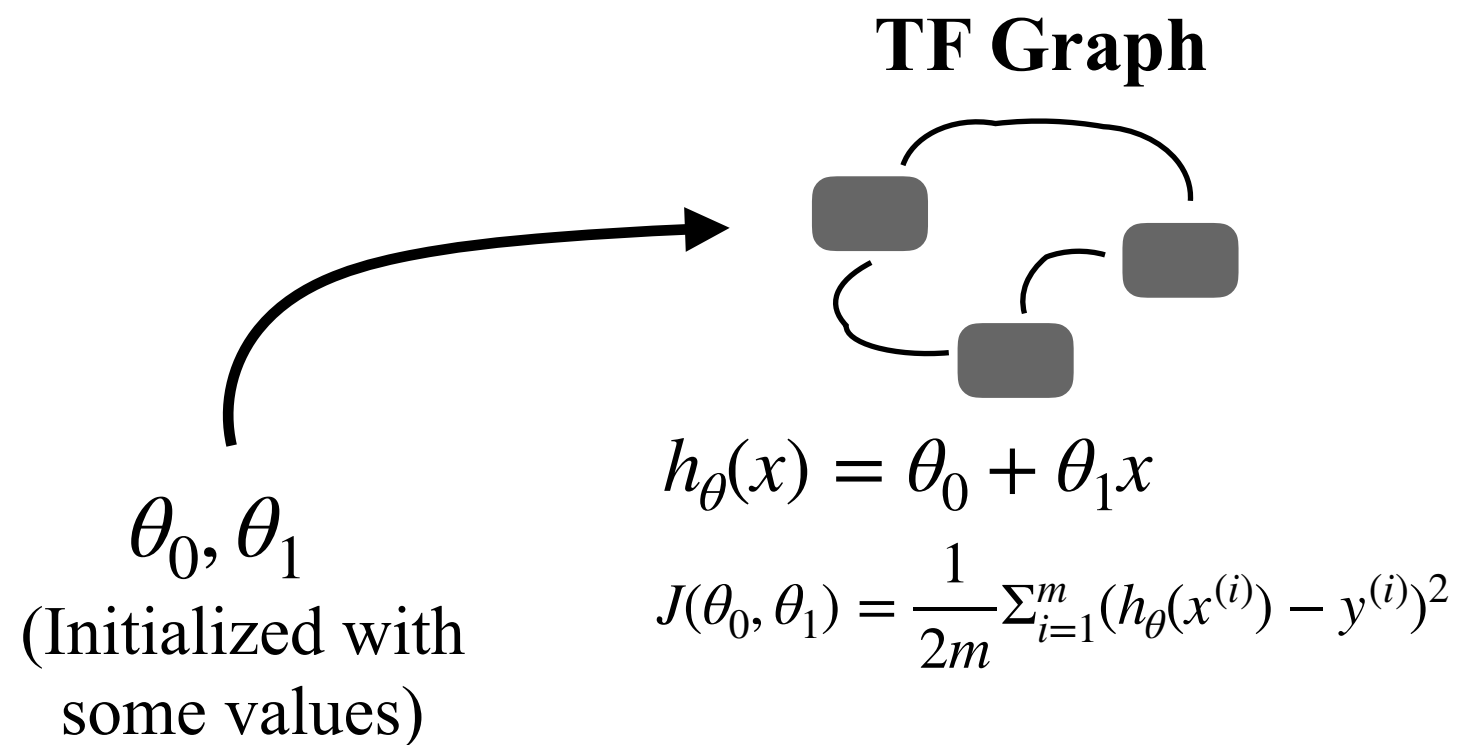 TF Graph
h_θ(x) = θ_0 + θ_1x
θ_0, θ_1
J(θ_0, θ_1) = \frac{1}{2m} Σ_{i=1}^{m} (h_θ(x^{(i)}) − y^{(i)})^2
(Initialized with
some values)